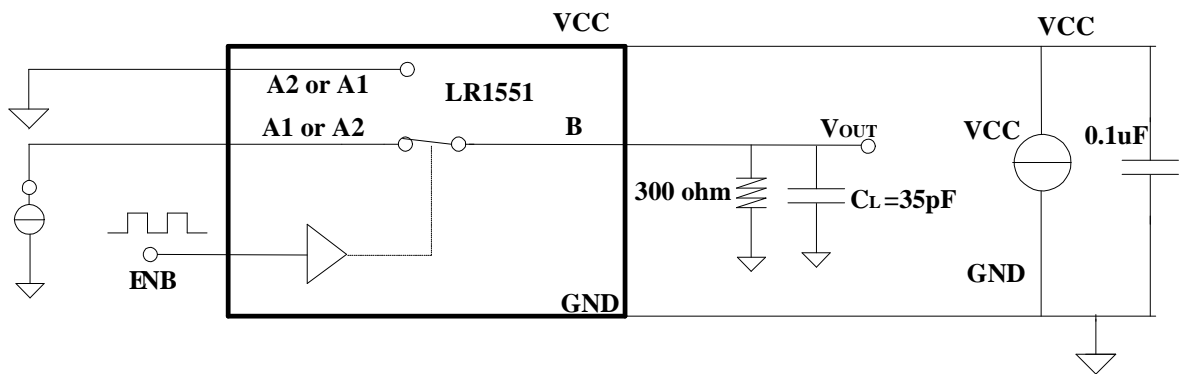 VCC
VCC
A2 or A1
LR1551
A1 or A2
B
VOUT
VCC
0.1uF
300 ohm
CL=35pF
ENB
GND
GND